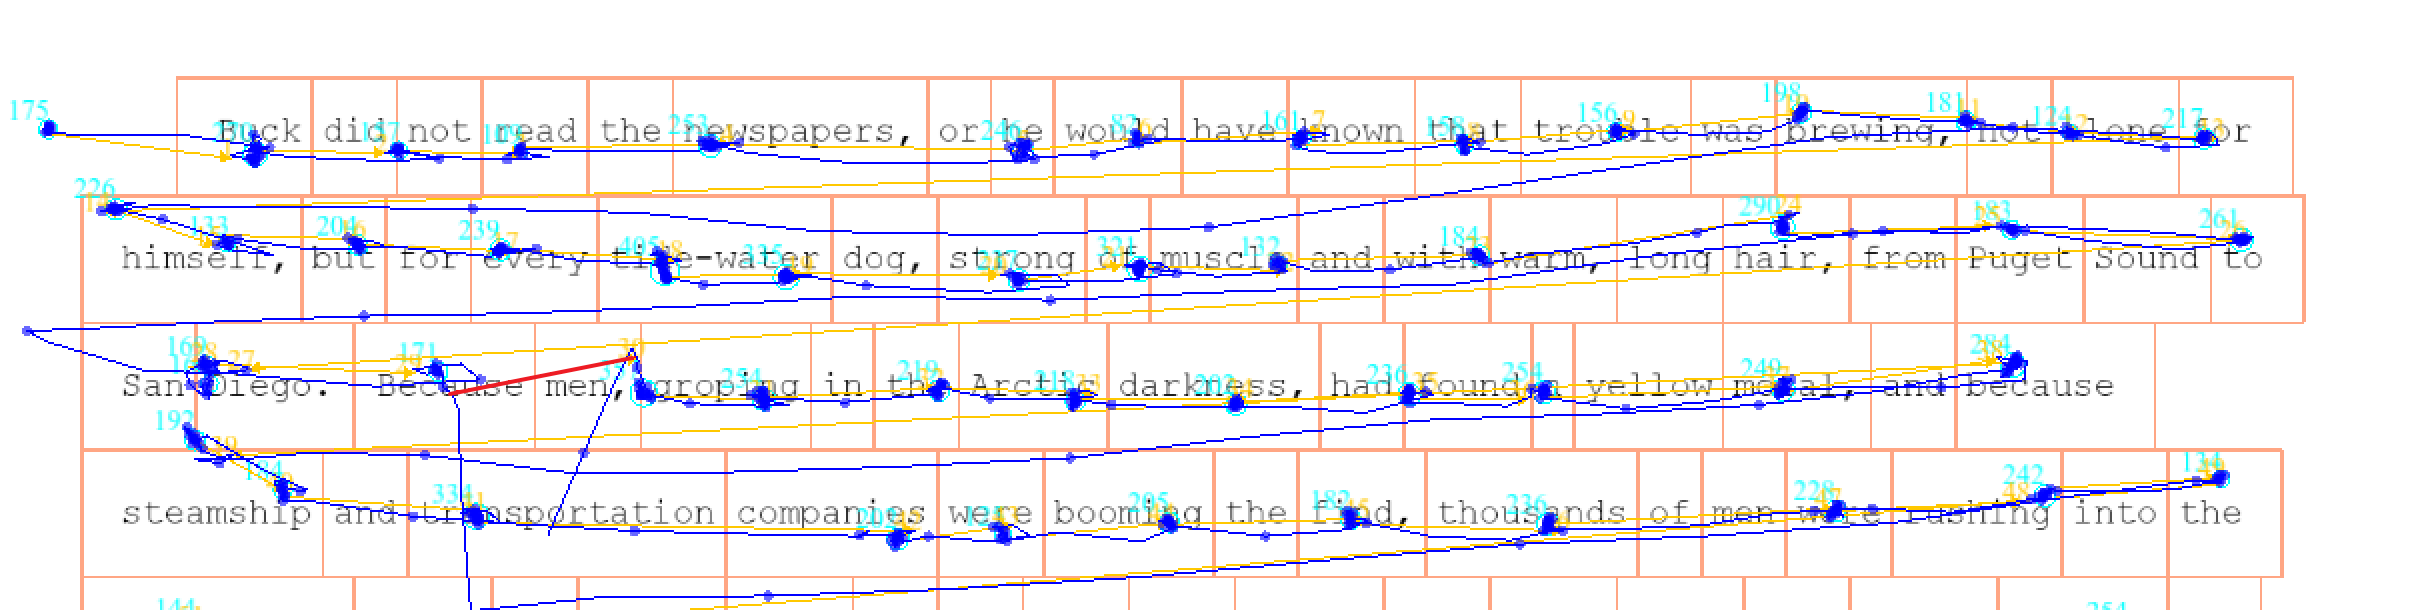 Buck did not read the newspapers, or he would have known that trouble was brewing, not alone for
himself, but for every tide-water dog, strong of muscle and with warm, long hair, from Puget Sound to
San Diego. Because men, groping in the Arctic darkness, had found a yellow metal, and because
steamship and transportation companies were booming the find, thousands of men were rushing into the